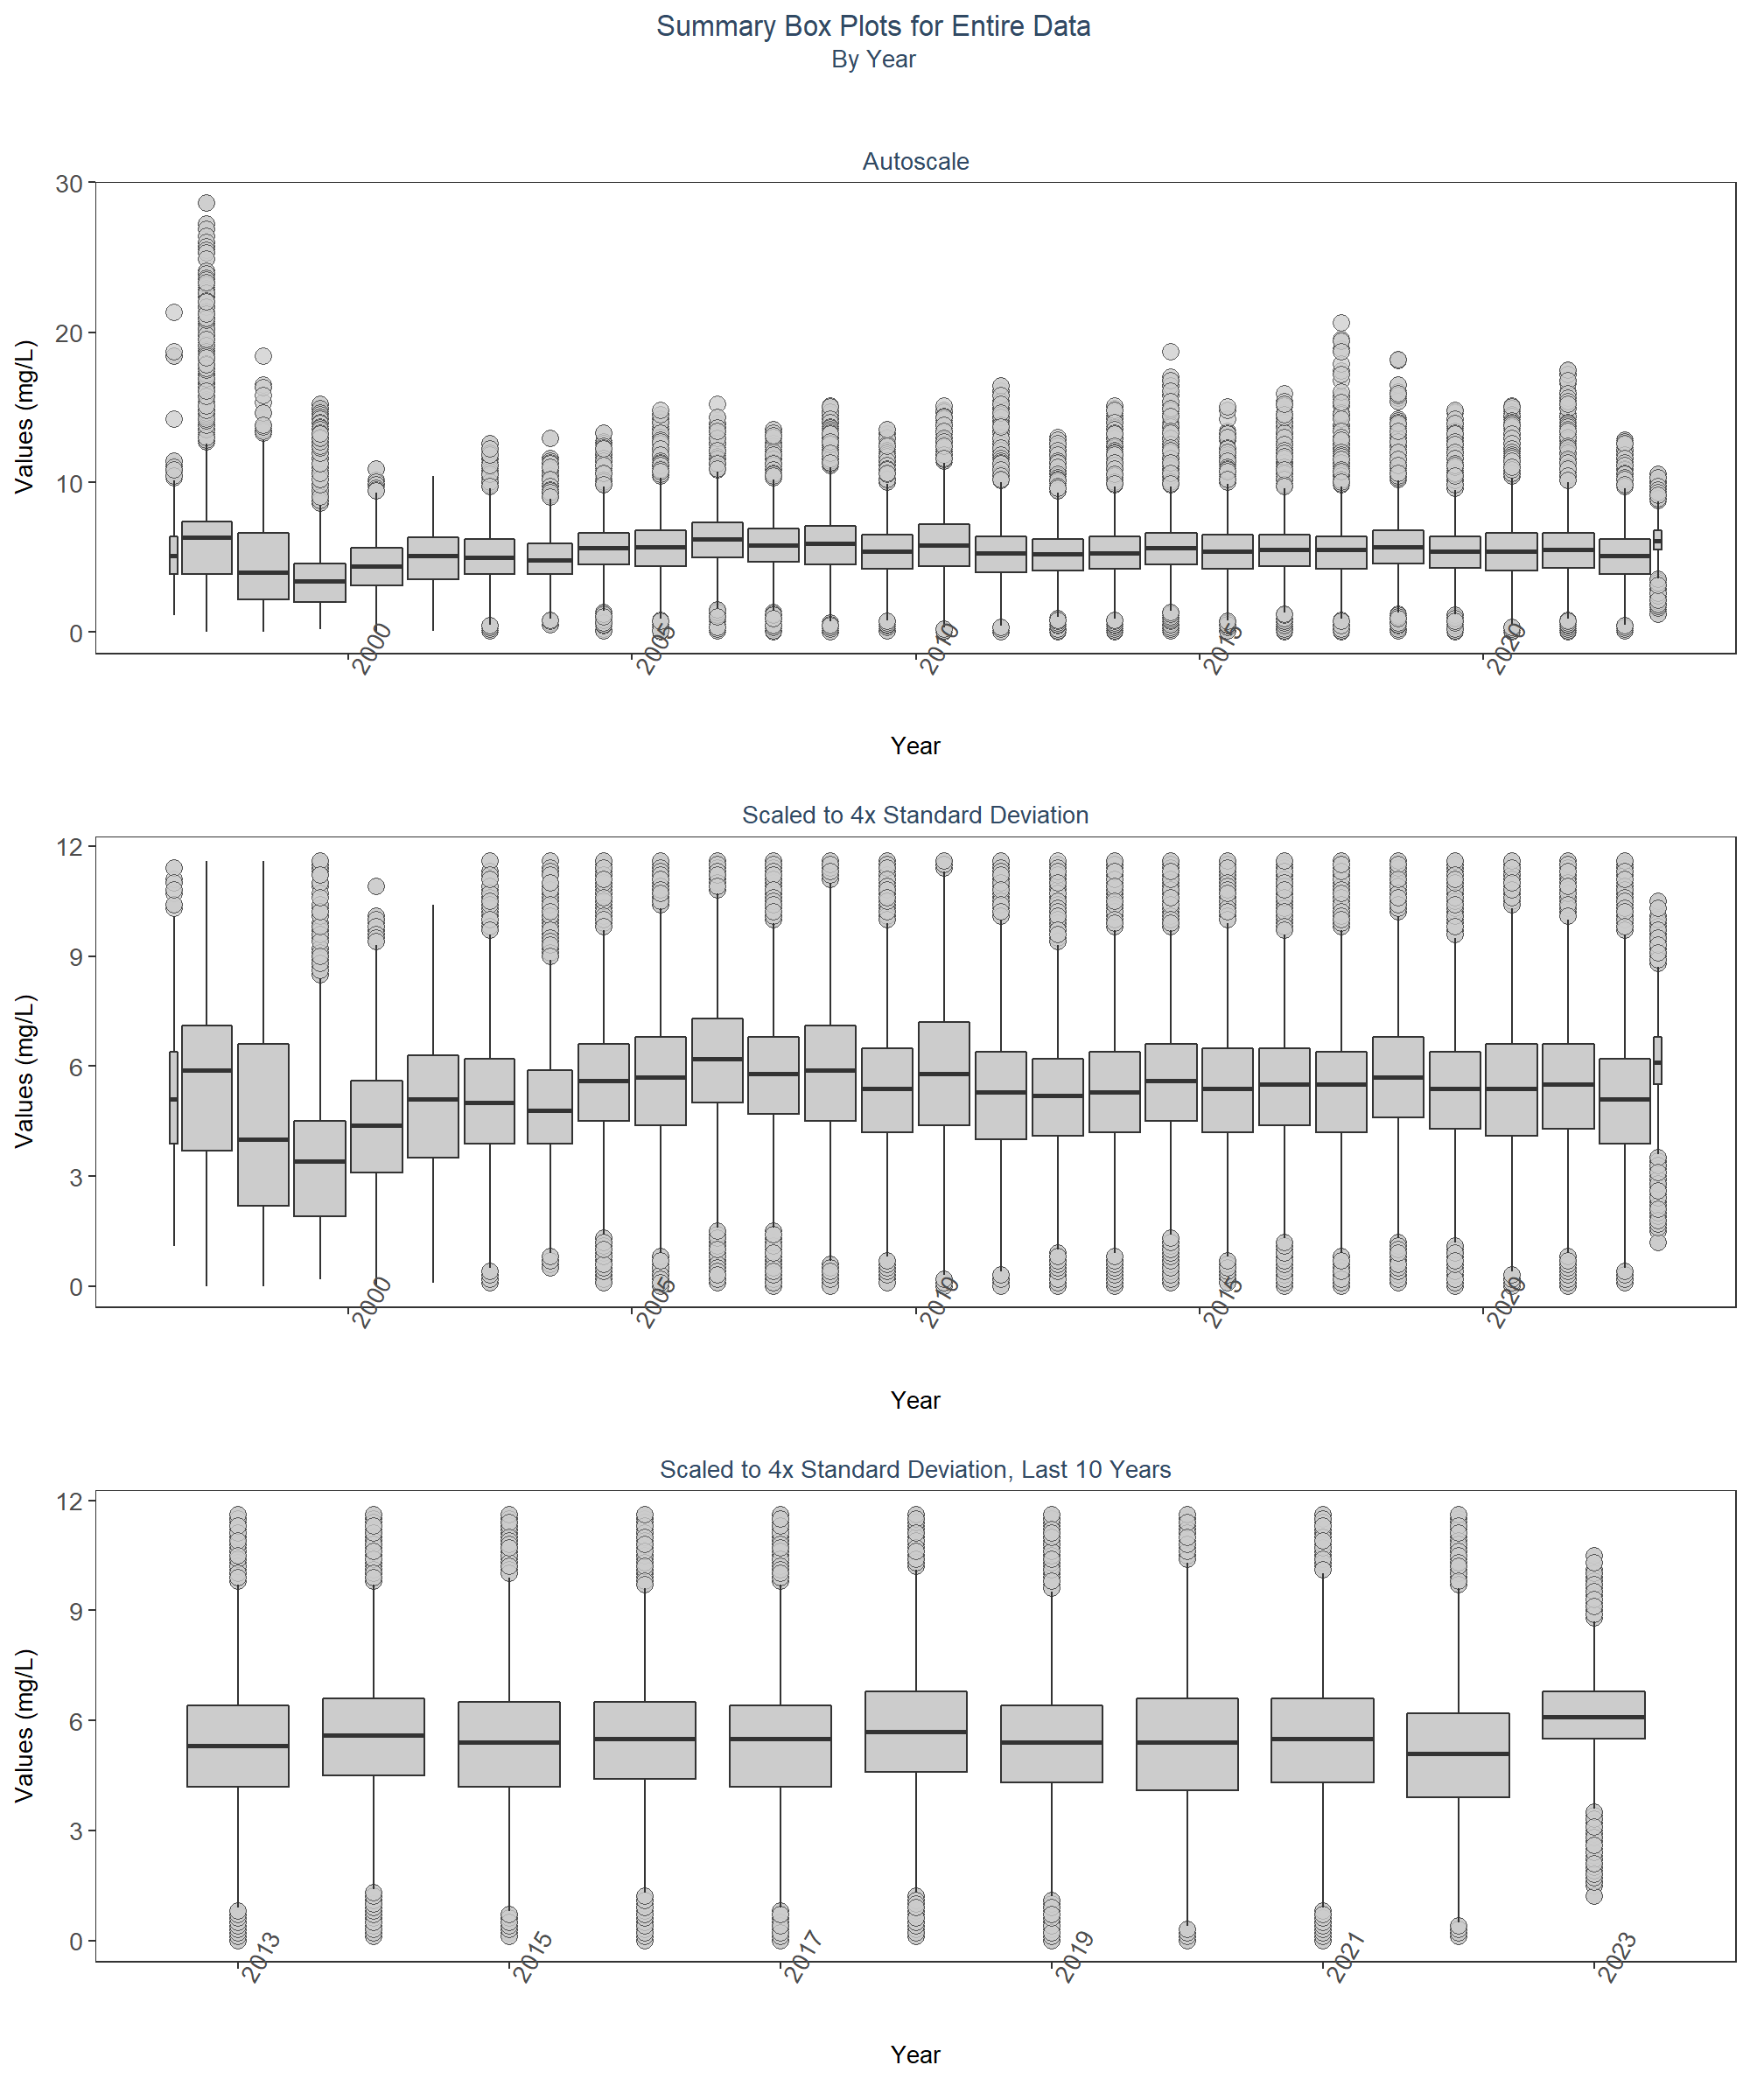 Summary Box Plots for Entire Data
By Year
Autoscale
Values (mg/L)
30
20
10
0
2000
2005
2010
2015
2020
Year
Scaled to 4x Standard Deviation
Values (mg/L)
12
9
6
3
0
2000
2005
2010
2015
2020
Year
Scaled to 4x Standard Deviation, Last 10 Years
Values (mg/L)
12
9
6
3
0
2013
2015
2017
2019
2021
2023
Year